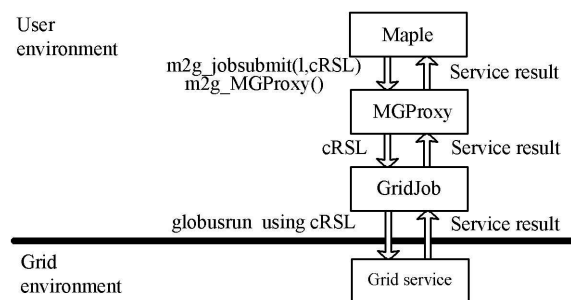 User
environment
Maple
m2g_jobsubmit(l,cRSL)
m2g_MGProxy()
Service result
MGProxy
cRSL
Service result
GridJob
globusrun using cRSL
Service result
Grid
environment
Grid service